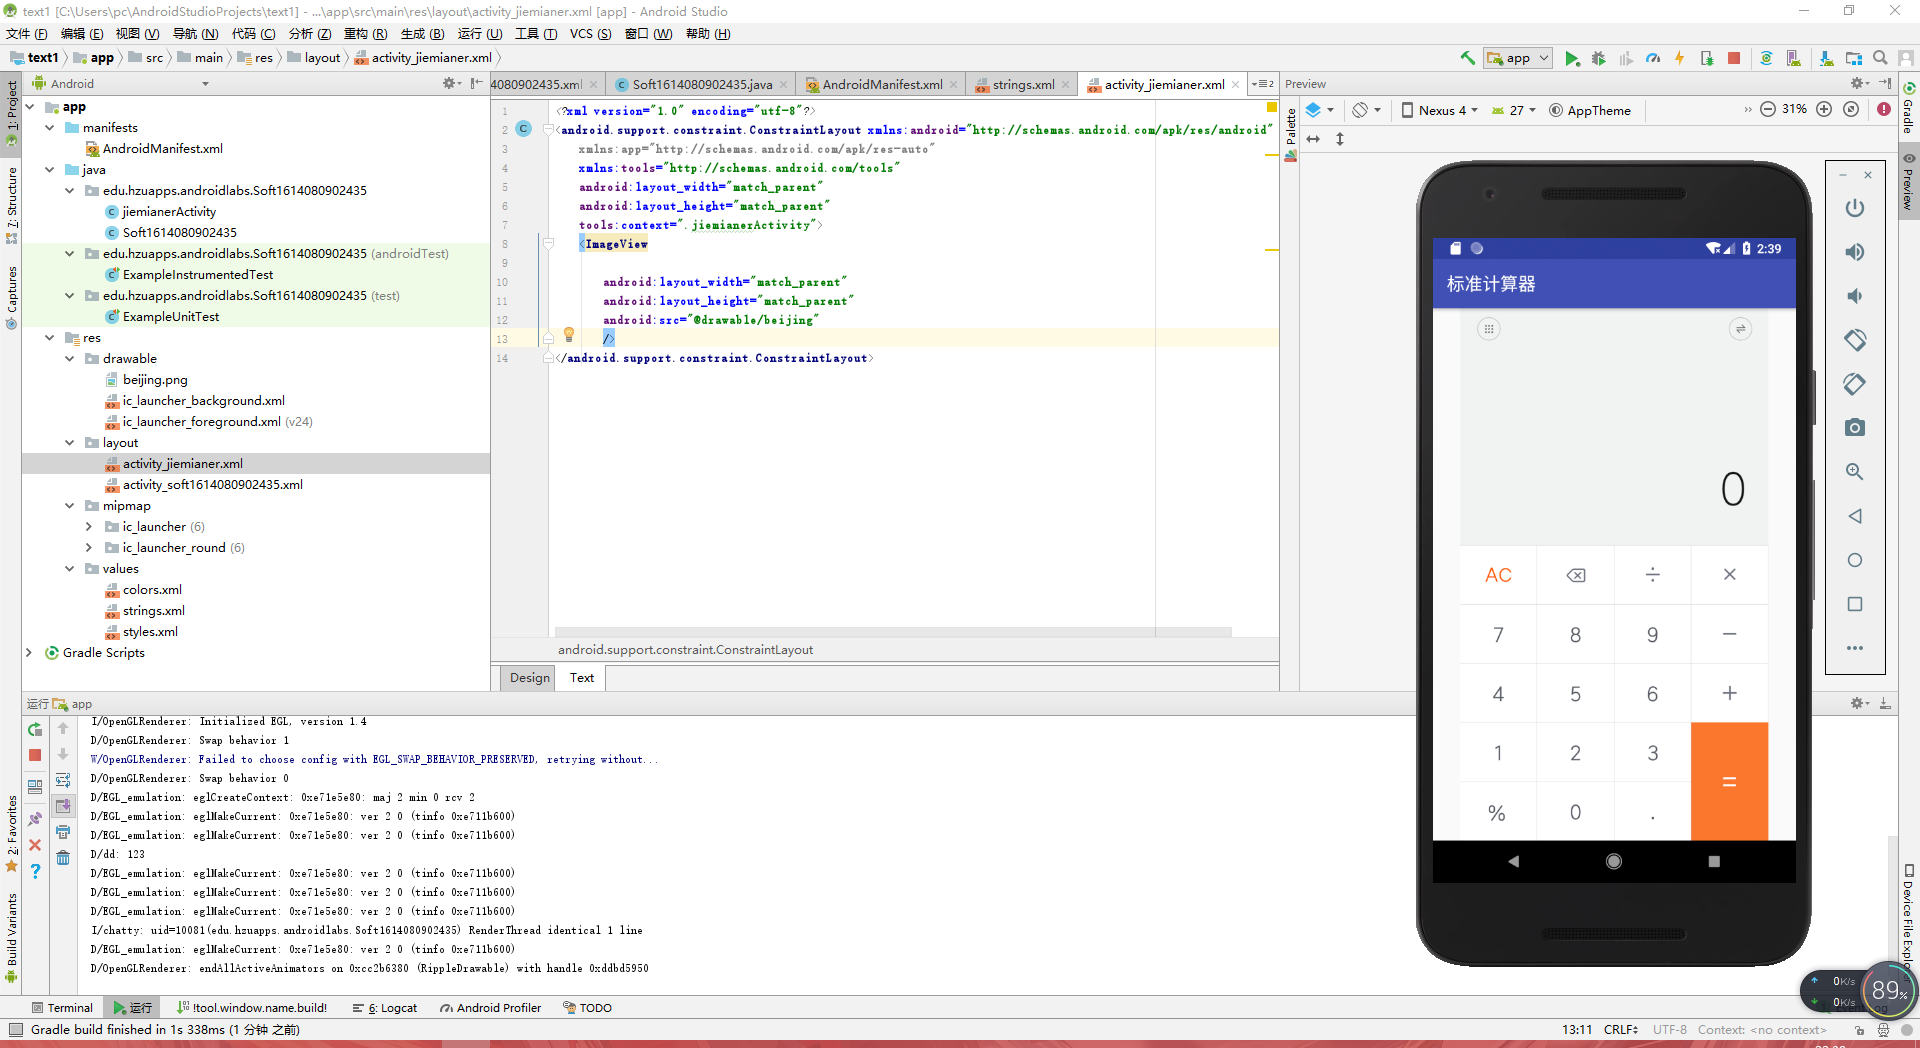 text1 [C:\Users\pc\AndroidStudioProjects\text1] - ...\app\src\main\res\layout\activity_jiemianer.xml [app] - Android Studio
文件 (F) 编辑 (E) 视图 (V) 导航 (N) 代码 (C) 分析 (Z) 重构 (R) 生成 (B) 运行 (U) 工具 (T) VCS (S) 窗口 (W) 帮助 (H)
text1 app src main res layout activity_jiemianer.xml
app
Android
4080902435.xml Soft1614080902435.java AndroidManifest.xml strings.xml activity_jiemianer.xml
Preview
1: Project
7: Structure
Captures
2: Favorites
Build Variants
app
manifests
AndroidManifest.xml
java
edu.hzuapps.androidlabs.Soft1614080902435
jiemianerActivity
Soft1614080902435
edu.hzuapps.androidlabs.Soft1614080902435 (androidTest)
ExampleInstrumentedTest
edu.hzuapps.androidlabs.Soft1614080902435 (test)
ExampleUnitTest
res
drawable
beijing.png
ic_launcher_background.xml
ic_launcher_foreground.xml (v24)
layout
activity_jiemianer.xml
activity_soft1614080902435.xml
mipmap
ic_launcher (6)
ic_launcher_round (6)
values
colors.xml
strings.xml
styles.xml
Gradle Scripts
1 <?xml version="1.0" encoding="utf-8"?>
2 <android.support.constraint.ConstraintLayout xmlns:android="http://schemas.android.com/apk/res/android"
3 xmlns:app="http://schemas.android.com/apk/res-auto"
4 xmlns:tools="http://schemas.android.com/tools"
5 android:layout_width="match_parent"
6 android:layout_height="match_parent"
7 tools:context=".jiemianerActivity">
8 <ImageView
9
10 android:layout_width="match_parent"
11 android:layout_height="match_parent"
12 android:src="@drawable/beijing"
13 />
14 </android.support.constraint.ConstraintLayout>
android.support.constraint.ConstraintLayout
Design Text
Palette
Nexus 4 27 AppTheme 31%
Gradle
Preview
Device File Explo
2:39
标准计算器
0
AC ÷ ×
7 8 9 −
4 5 6 +
1 2 3
=
% 0 .
运行 app
I/OpenGLRenderer: Initialized EGL, version 1.4
D/OpenGLRenderer: Swap behavior 1
W/OpenGLRenderer: Failed to choose config with EGL_SWAP_BEHAVIOR_PRESERVED, retrying without...
D/OpenGLRenderer: Swap behavior 0
D/EGL_emulation: eglCreateContext: 0xe71e5e80: maj 2 min 0 rcv 2
D/EGL_emulation: eglMakeCurrent: 0xe71e5e80: ver 2 0 (tinfo 0xe711b600)
D/EGL_emulation: eglMakeCurrent: 0xe71e5e80: ver 2 0 (tinfo 0xe711b600)
D/dd: 123
D/EGL_emulation: eglMakeCurrent: 0xe71e5e80: ver 2 0 (tinfo 0xe711b600)
D/EGL_emulation: eglMakeCurrent: 0xe71e5e80: ver 2 0 (tinfo 0xe711b600)
D/EGL_emulation: eglMakeCurrent: 0xe71e5e80: ver 2 0 (tinfo 0xe711b600)
I/chatty: uid=10081(edu.hzuapps.androidlabs.Soft1614080902435) RenderThread identical 1 line
D/EGL_emulation: eglMakeCurrent: 0xe71e5e80: ver 2 0 (tinfo 0xe711b600)
D/OpenGLRenderer: endAllActiveAnimators on 0xcc2b6380 (RippleDrawable) with handle 0xddbd5950
0K/s
0K/s
89%
Terminal 运行 !tool.window.name.build! 6: Logcat Android Profiler TODO
Gradle build finished in 1s 338ms (1 分钟 之前)
13:11 CRLF UTF-8 Context: <no context>